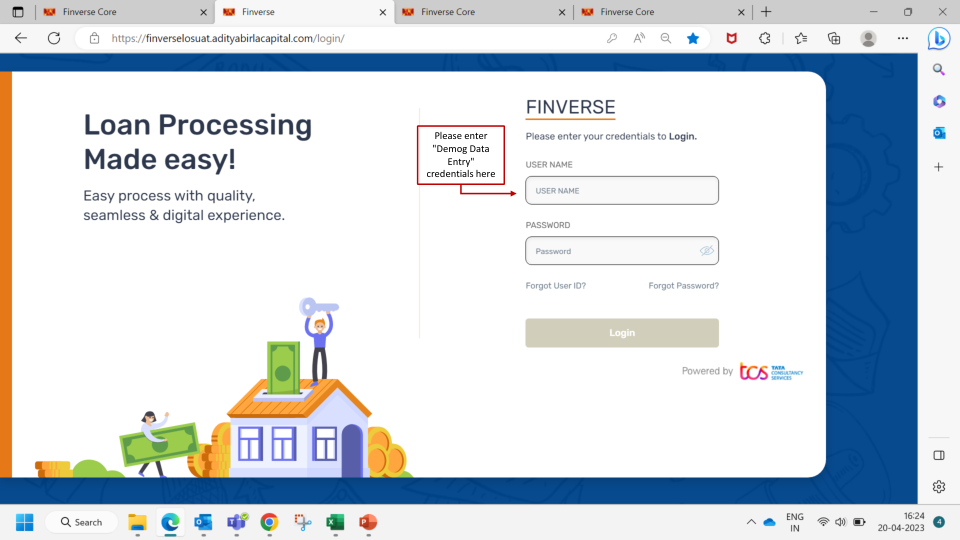 Finverse Core
Finverse
Finverse Core
Finverse Core
https://finverselosuat.adityabirlacapital.com/login/
Loan Processing
Made easy!
Easy process with quality,
seamless & digital experience.
Please enter
"Demog Data
Entry"
credentials here
FINVERSE
Please enter your credentials to Login.
USER NAME
USER NAME
PASSWORD
Password
Forgot User ID? Forgot Password?
Login
Powered by tcs TATA
CONSULTANCY
SERVICES
Search
ENG
IN
16:24
20-04-2023
4